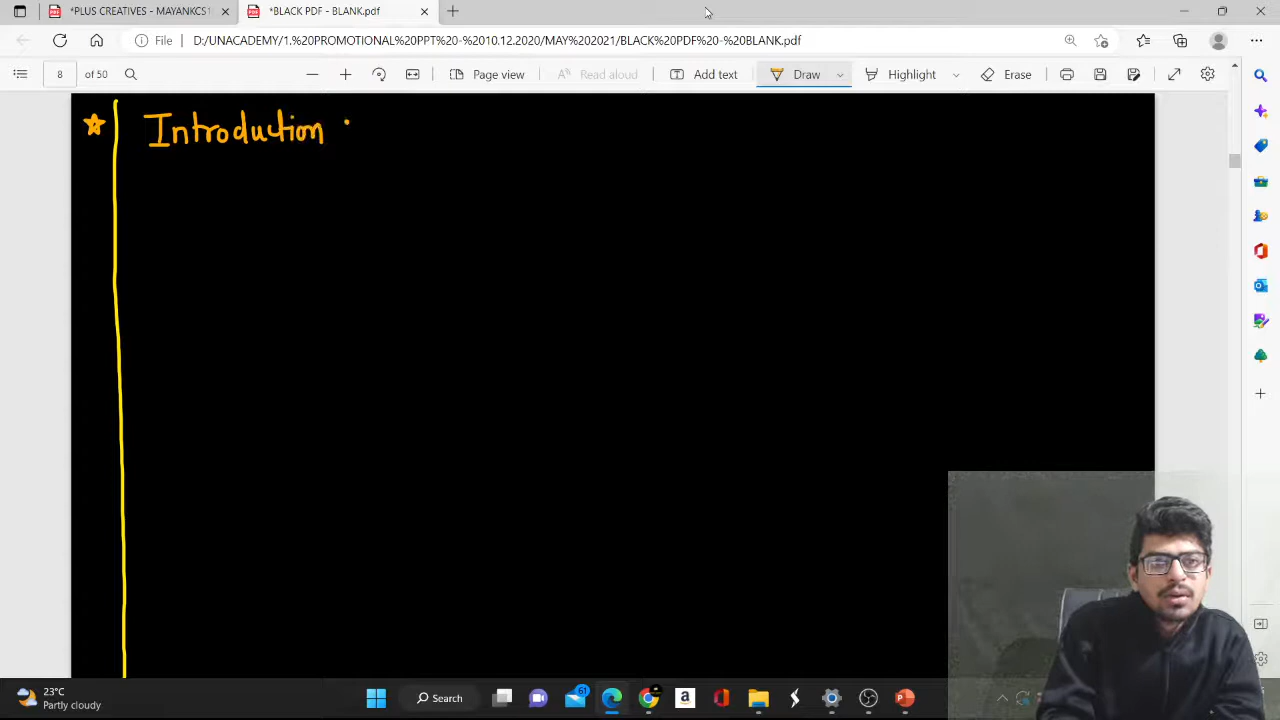 *PLUS CREATIVES - MAYANKCS1
*BLACK PDF - BLANK.pdf
File
D:/UNACADEMY/1.%20PROMOTIONAL%20PPT%20-%2010.12.2020/MAY%202021/BLACK%20PDF%20-%20BLANK.pdf
8 of 50
Page view
Read aloud
Add text
Draw
Highlight
Erase
Introduction
61
23°C
Partly cloudy
Search